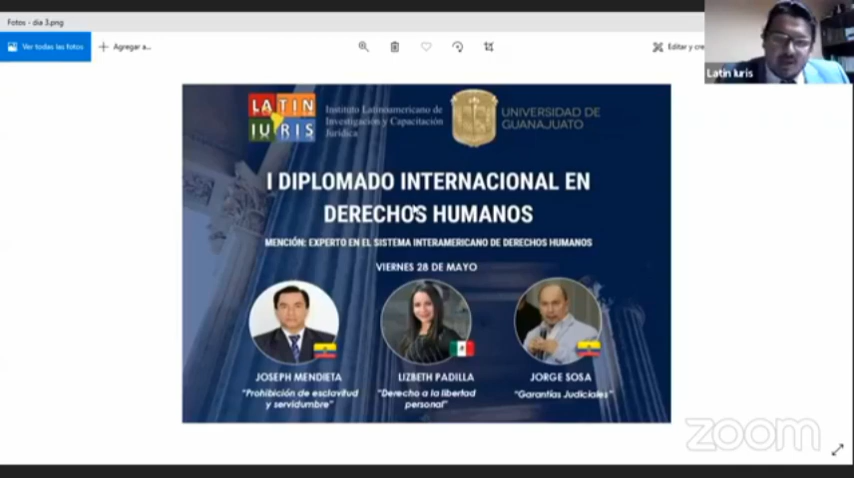 Fotos - dia 3.png
Ver todas las fotos
Agregar a...
Editar y cre
Latin Iuris
LATIN
IURIS
Instituto Latinoamericano de
Investigación y Capacitación
Jurídica
UNIVERSIDAD DE
GUANAJUATO
I DIPLOMADO INTERNACIONAL EN
DERECHOS HUMANOS
MENCIÓN: EXPERTO EN EL SISTEMA INTERAMERICANO DE DERECHOS HUMANOS
VIERNES 28 DE MAYO
JOSEPH MENDIETA
"Prohibición de esclavitud
y servidumbre"
LIZBETH PADILLA
"Derecho a la libertad
personal"
JORGE SOSA
"Garantías Judiciales"
zoom